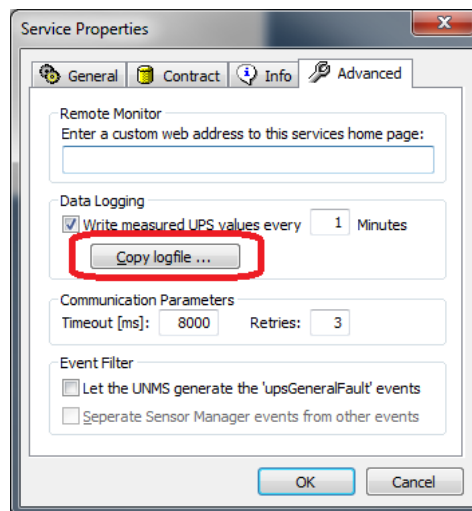 Service Properties
General Contract Info Advanced
Remote Monitor
Enter a custom web address to this services home page:
Data Logging
Write measured UPS values every 1 Minutes
Copy logfile ...
Communication Parameters
Timeout [ms]: 8000 Retries: 3
Event Filter
Let the UNMS generate the 'upsGeneralFault' events
Seperate Sensor Manager events from other events
OK Cancel